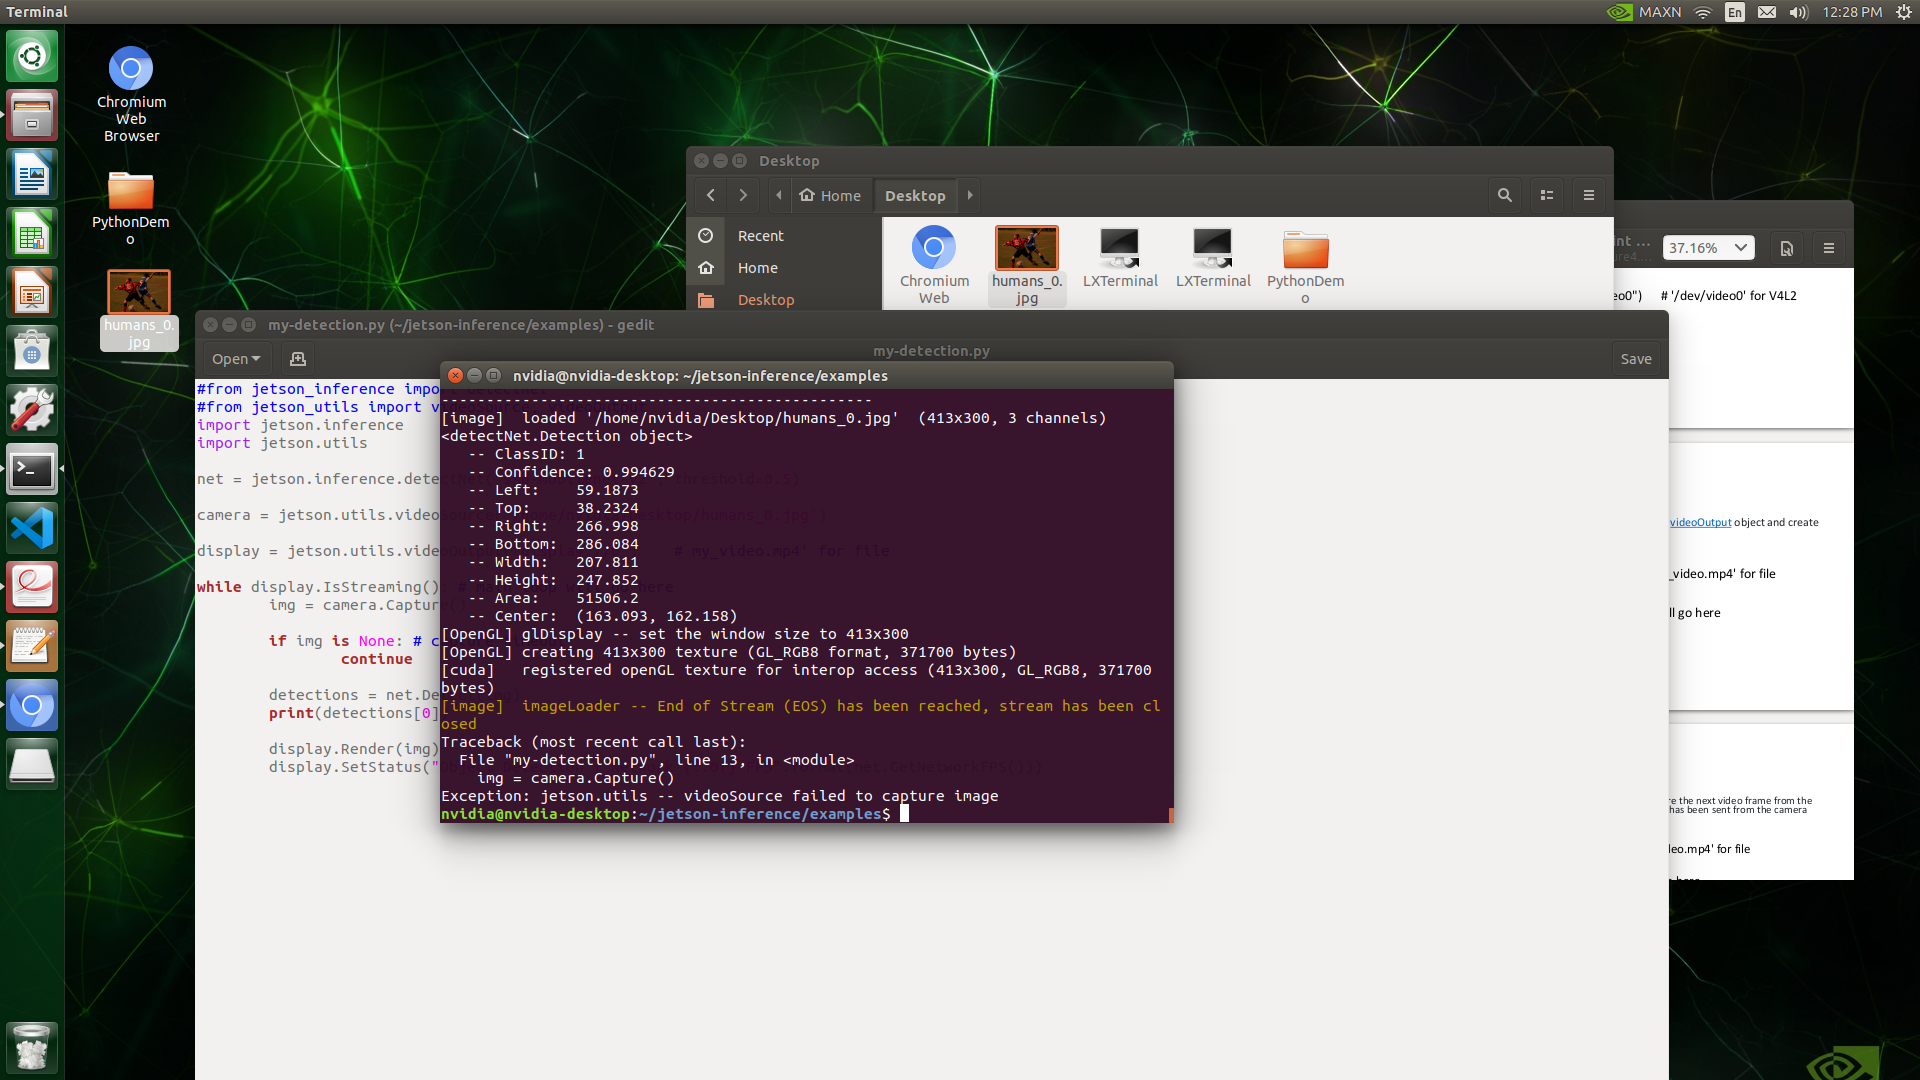 Terminal
MAXN
En
12:28 PM
Chromium
Web
Browser
PythonDem
o
humans_0.
jpg
Desktop
Home
Desktop
Recent
Home
Desktop
Chromium
Web
humans_0.
jpg
LXTerminal
LXTerminal
PythonDem
o
37.16%
eo0")     # '/dev/video0' for V4L2
videoOutput object and create
_video.mp4' for file
ll go here
re the next video frame from the
has been sent from the camera
leo.mp4' for file
my-detection.py (~/jetson-inference/examples) - gedit
Open
my-detection.py
Save
#from jetson_inference impo
#from jetson_utils import v
import jetson.inference
import jetson.utils
net = jetson.inference.dete
camera = jetson.utils.video
display = jetson.utils.video # my_video.mp4' for file
while display.IsStreaming():
img = camera.Capture
if img is None: # c
continue
detections = net.De
print(detections[0]
display.Render(img)
display.SetStatus("
nvidia@nvidia-desktop: ~/jetson-inference/examples
------------------------------------------------
[image]  loaded '/home/nvidia/Desktop/humans_0.jpg'  (413x300, 3 channels)
<detectNet.Detection object>
-- ClassID: 1
-- Confidence: 0.994629
-- Left:    59.1873
-- Top:     38.2324
-- Right:   266.998
-- Bottom:  286.084
-- Width:   207.811
-- Height:  247.852
-- Area:    51506.2
-- Center:  (163.093, 162.158)
[OpenGL] glDisplay -- set the window size to 413x300
[OpenGL] creating 413x300 texture (GL_RGB8 format, 371700 bytes)
[cuda]   registered openGL texture for interop access (413x300, GL_RGB8, 371700
bytes)
[image]  imageLoader -- End of Stream (EOS) has been reached, stream has been cl
osed
Traceback (most recent call last):
File "my-detection.py", line 13, in <module>
img = camera.Capture()
Exception: jetson.utils -- videoSource failed to capture image
nvidia@nvidia-desktop:~/jetson-inference/examples$